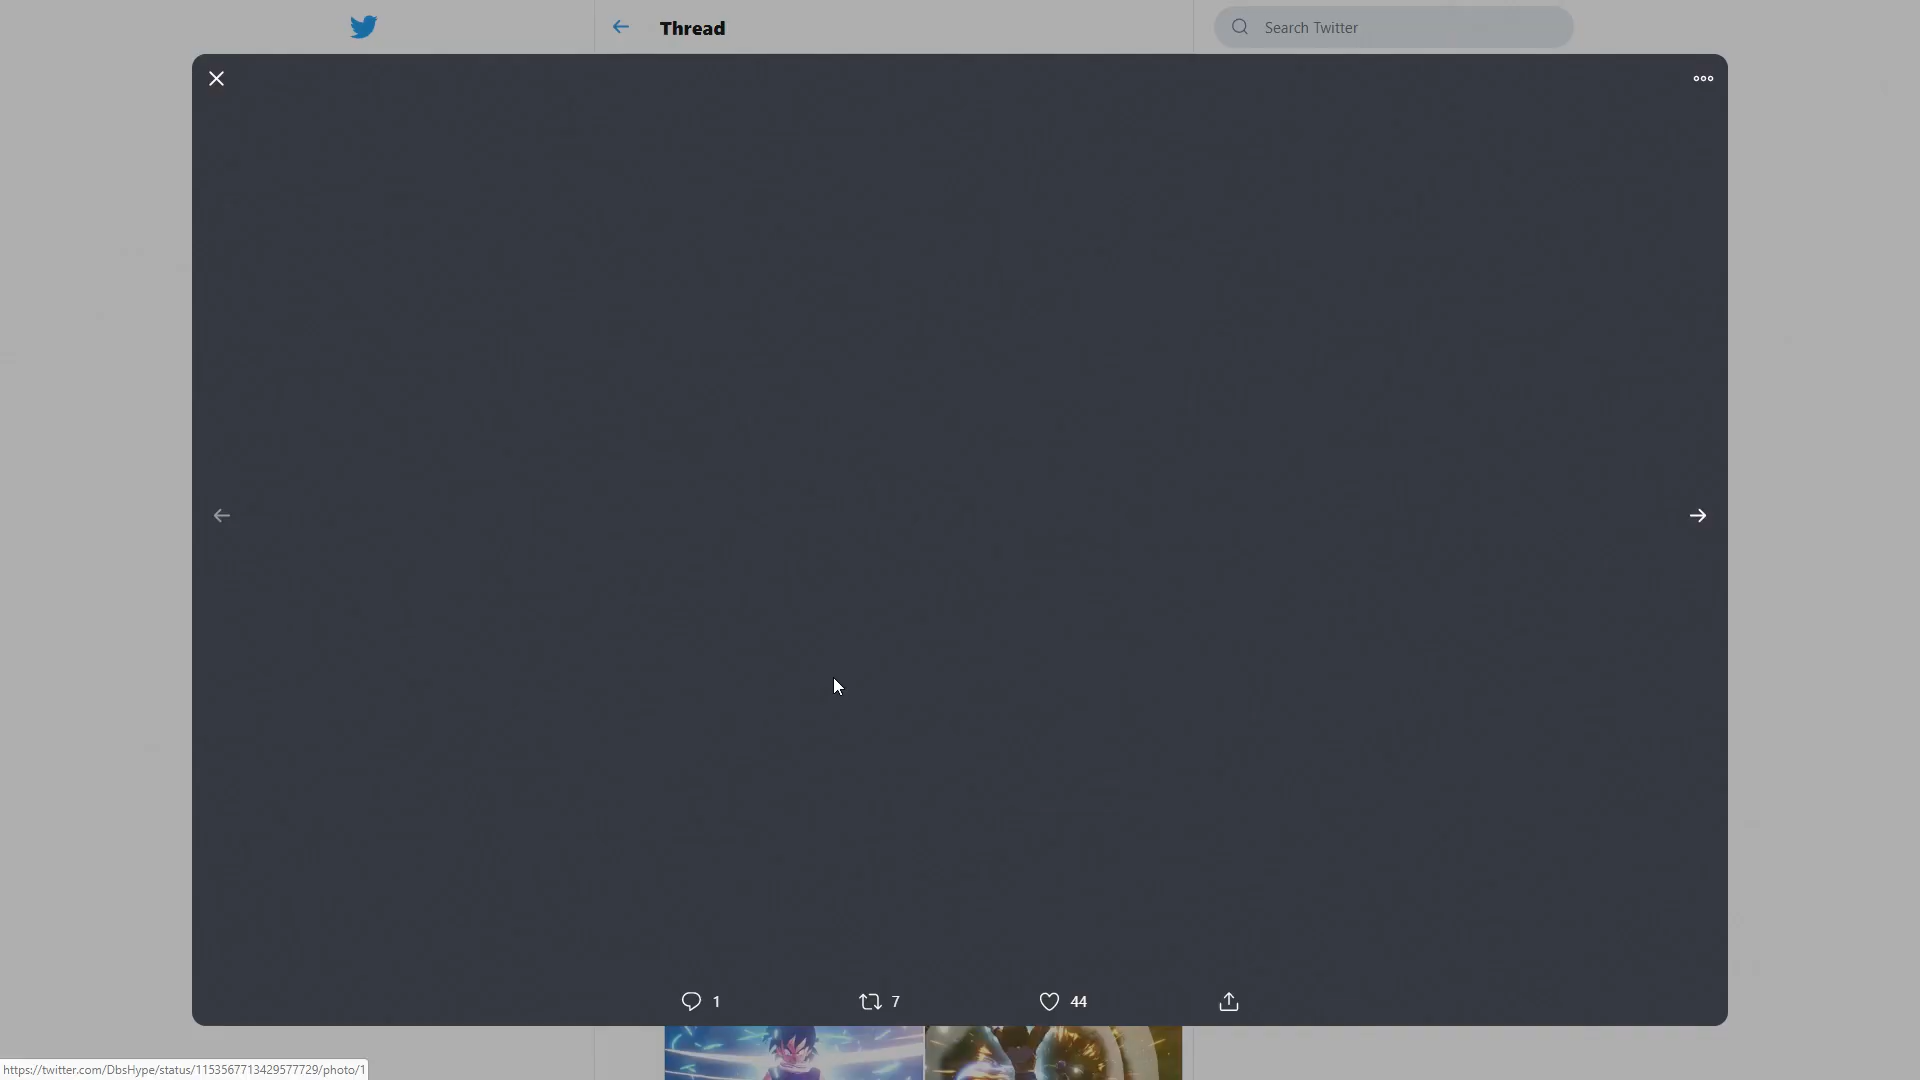 Thread
Search Twitter
1
7
44
https://twitter.com/DbsHype/status/1153567713429577729/photo/1